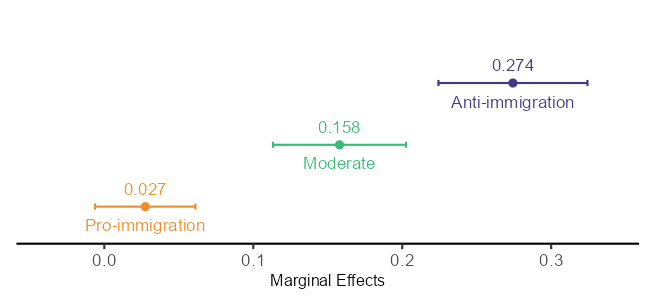 0.274
Anti-immigration
0.158
Moderate
0.027
Pro-immigration
0.0 0.1 0.2 0.3
Marginal Effects